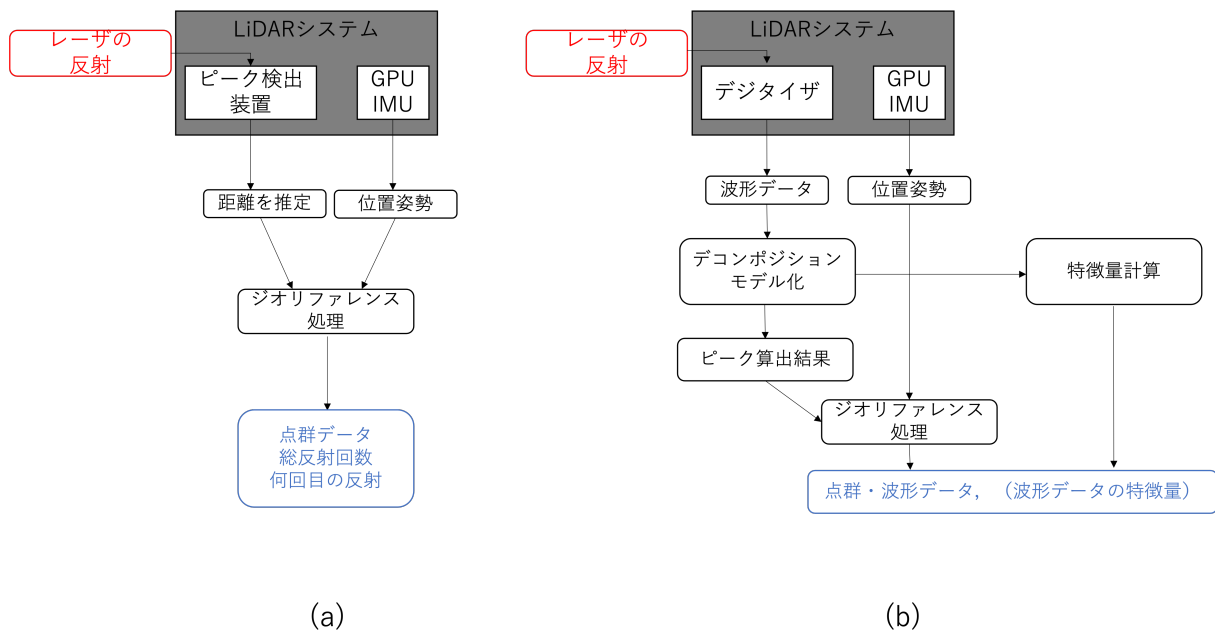 LiDARシステム
レーザの
反射
ピーク検出
装置
GPU
IMU
距離を推定
位置姿勢
ジオリファレンス
処理
点群データ
総反射回数
何回目の反射
(a)
LiDARシステム
レーザの
反射
デジタイザ
GPU
IMU
波形データ
位置姿勢
デコンポジション
モデル化
特徴量計算
ピーク算出結果
ジオリファレンス
処理
点群・波形データ, (波形データの特徴量)
(b)